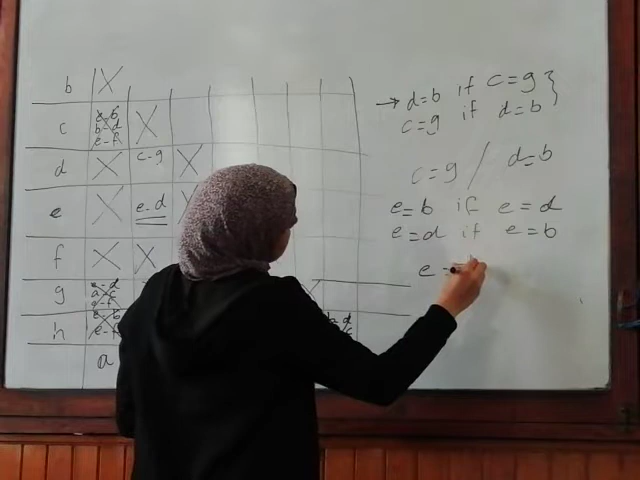 b X
c e-b X
b-d
e-f
d X c-g X
e X e-d
f X X
g e-d
h e-b
e-f
a
→ d=b if c=g }
c=g if d=b
c=g / d=b
e=b if e=d
e=d if e=b
e=